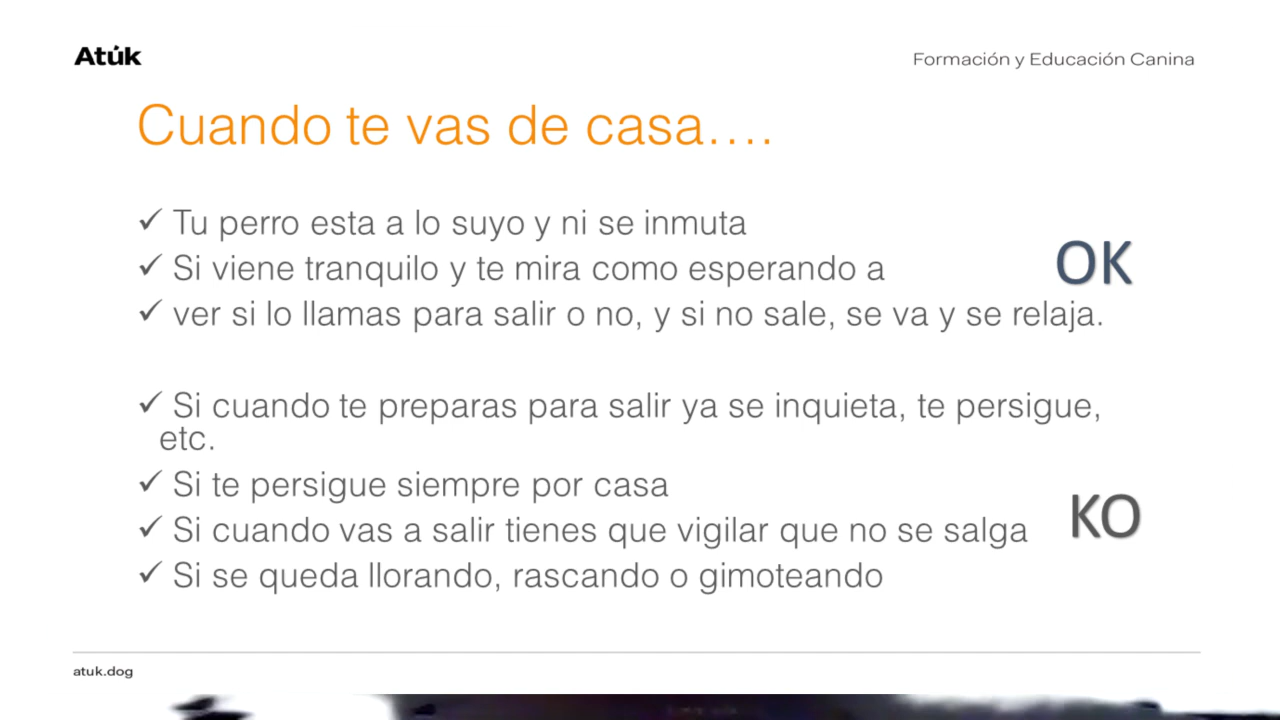 Atúk
Formación y Educación Canina
Cuando te vas de casa....
✓ Tu perro esta a lo suyo y ni se inmuta
✓ Si viene tranquilo y te mira como esperando a
✓ ver si lo llamas para salir o no, y si no sale, se va y se relaja.
OK
✓ Si cuando te preparas para salir ya se inquieta, te persigue,
etc.
✓ Si te persigue siempre por casa
✓ Si cuando vas a salir tienes que vigilar que no se salga
✓ Si se queda llorando, rascando o gimoteando
KO
atuk.dog